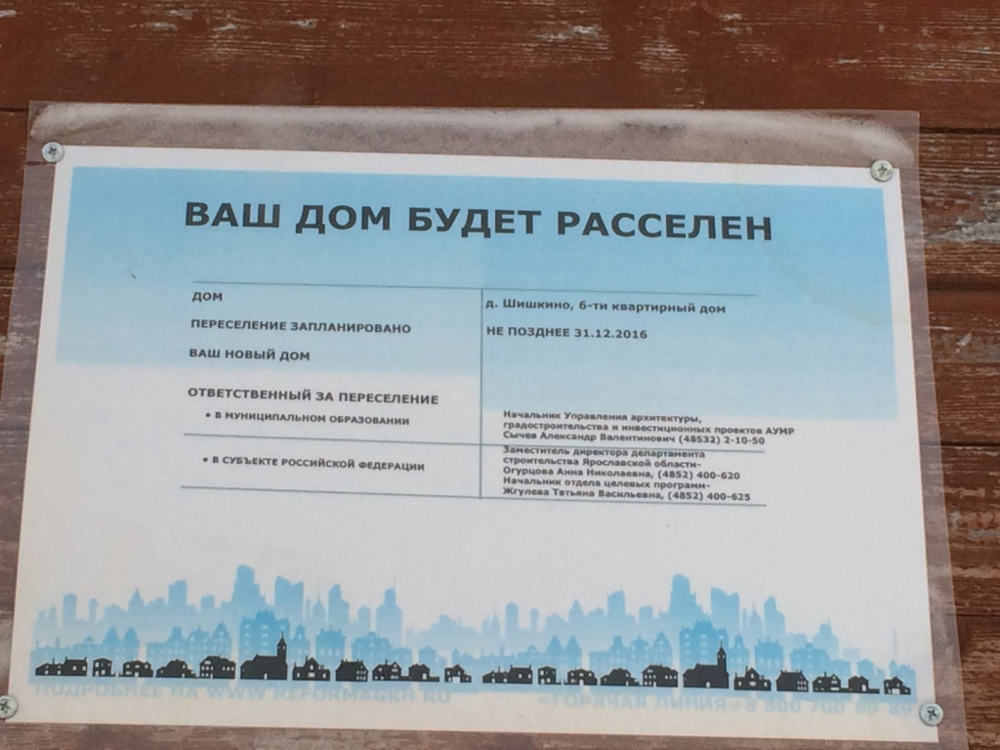 ВАШ ДОМ БУДЕТ РАССЕЛЕН
ДОМ
д. Шишкино, 6-ти квартирный дом
ПЕРЕСЕЛЕНИЕ ЗАПЛАНИРОВАНО
НЕ ПОЗДНЕЕ 31.12.2016
ВАШ НОВЫЙ ДОМ
ОТВЕТСТВЕННЫЙ ЗА ПЕРЕСЕЛЕНИЕ
• В МУНИЦИПАЛЬНОМ ОБРАЗОВАНИИ
Начальник Управления архитектуры,
градостроительства и инвестиционных проектов АУМР
Сычев Александр Валентинович (48532) 2-10-50
• В СУБЪЕКТЕ РОССИЙСКОЙ ФЕДЕРАЦИИ
Заместитель директора департамента
строительства Ярославской области-
Огурцова Анна Николаевна, (4852) 400-620
Начальник отдела целевых программ-
Жгулева Татьяна Васильевна, (4852) 400-625
ПОДРОБНЕЕ НА WWW.REFORMAGKH.RU
«ГОРЯЧАЯ ЛИНИЯ» 8 800 700 89 89